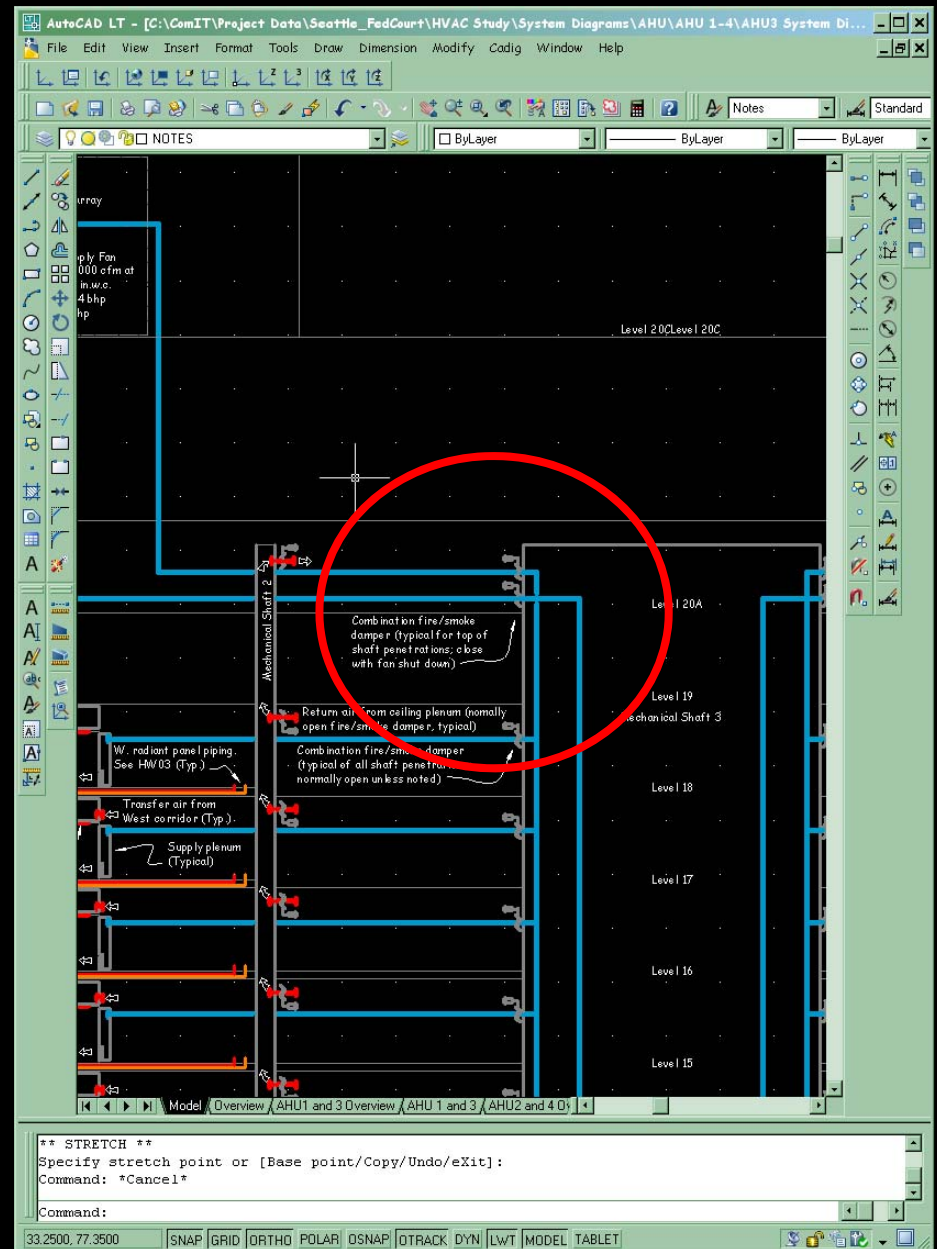 AutoCAD LT - [C:\ComIT\Project Data\Seattle_FedCourt\HVAC Study\System Diagrams\AHU\AHU 1-4\AHU3 System Di...
File Edit View Insert Format Tools Draw Dimension Modify Cadig Window Help
Notes
Standard
NOTES
ByLayer
ByLayer
ByLayer
rray
ply Fan
000 cfm at
in.w.c.
4 bhp
hp
Level 20CLevel 20C
Mechanical Shaft 2
Level 20A
Combination fire/smoke
damper (typical for top of
shaft penetrations; close
with fan shut down)
Level 19
Mechanical Shaft 3
Return air from ceiling plenum (nomally
open fire/smoke damper, typical)
W. radiant panel piping.
See HW03 (Typ.)
Combination fire/smoke damper
(typical of all shaft penetra
normally open unless noted)
Level 18
Transfer air from
West corridor (Typ.).
Supply plenum
(Typical)
Level 17
Level 16
Level 15
Model Overview AHU1 and 3 Overview AHU 1 and 3 AHU2 and 4 O
** STRETCH **
Specify stretch point or [Base point/Copy/Undo/eXit]:
Command: *Cancel*
Command:
33.2500, 77.3500 SNAP GRID ORTHO POLAR OSNAP OTRACK DYN LWT MODEL TABLET